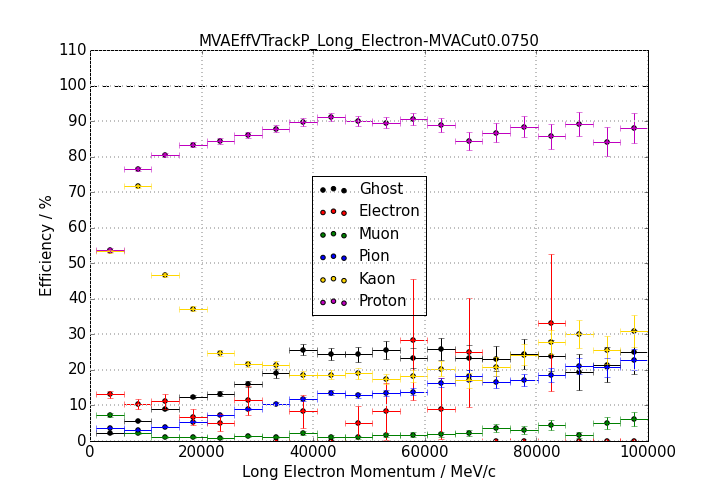 MVAEffVTrackP_Long_Electron-MVACut0.0750
110
100
90
80
70
60
50
40
30
20
10
0
Efficiency / %
Ghost
Electron
Muon
Pion
Kaon
Proton
0 20000 40000 60000 80000 100000
Long Electron Momentum / MeV/c